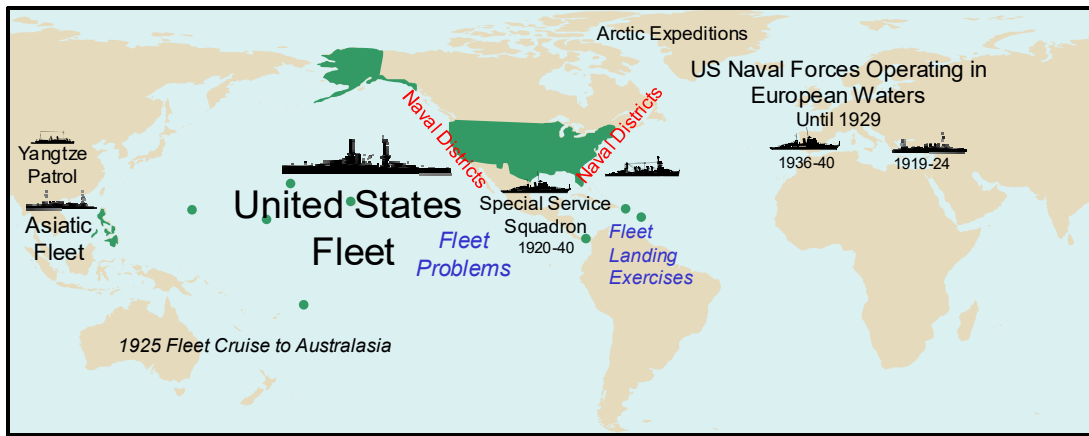 Arctic Expeditions
US Naval Forces Operating in
European Waters
Until 1929
1936-40
1919-24
Naval Districts
Naval Districts
Yangtze
Patrol
Asiatic
Fleet
United States
Fleet
Fleet
Problems
Special Service
Squadron
1920-40
Fleet
Landing
Exercises
1925 Fleet Cruise to Australasia